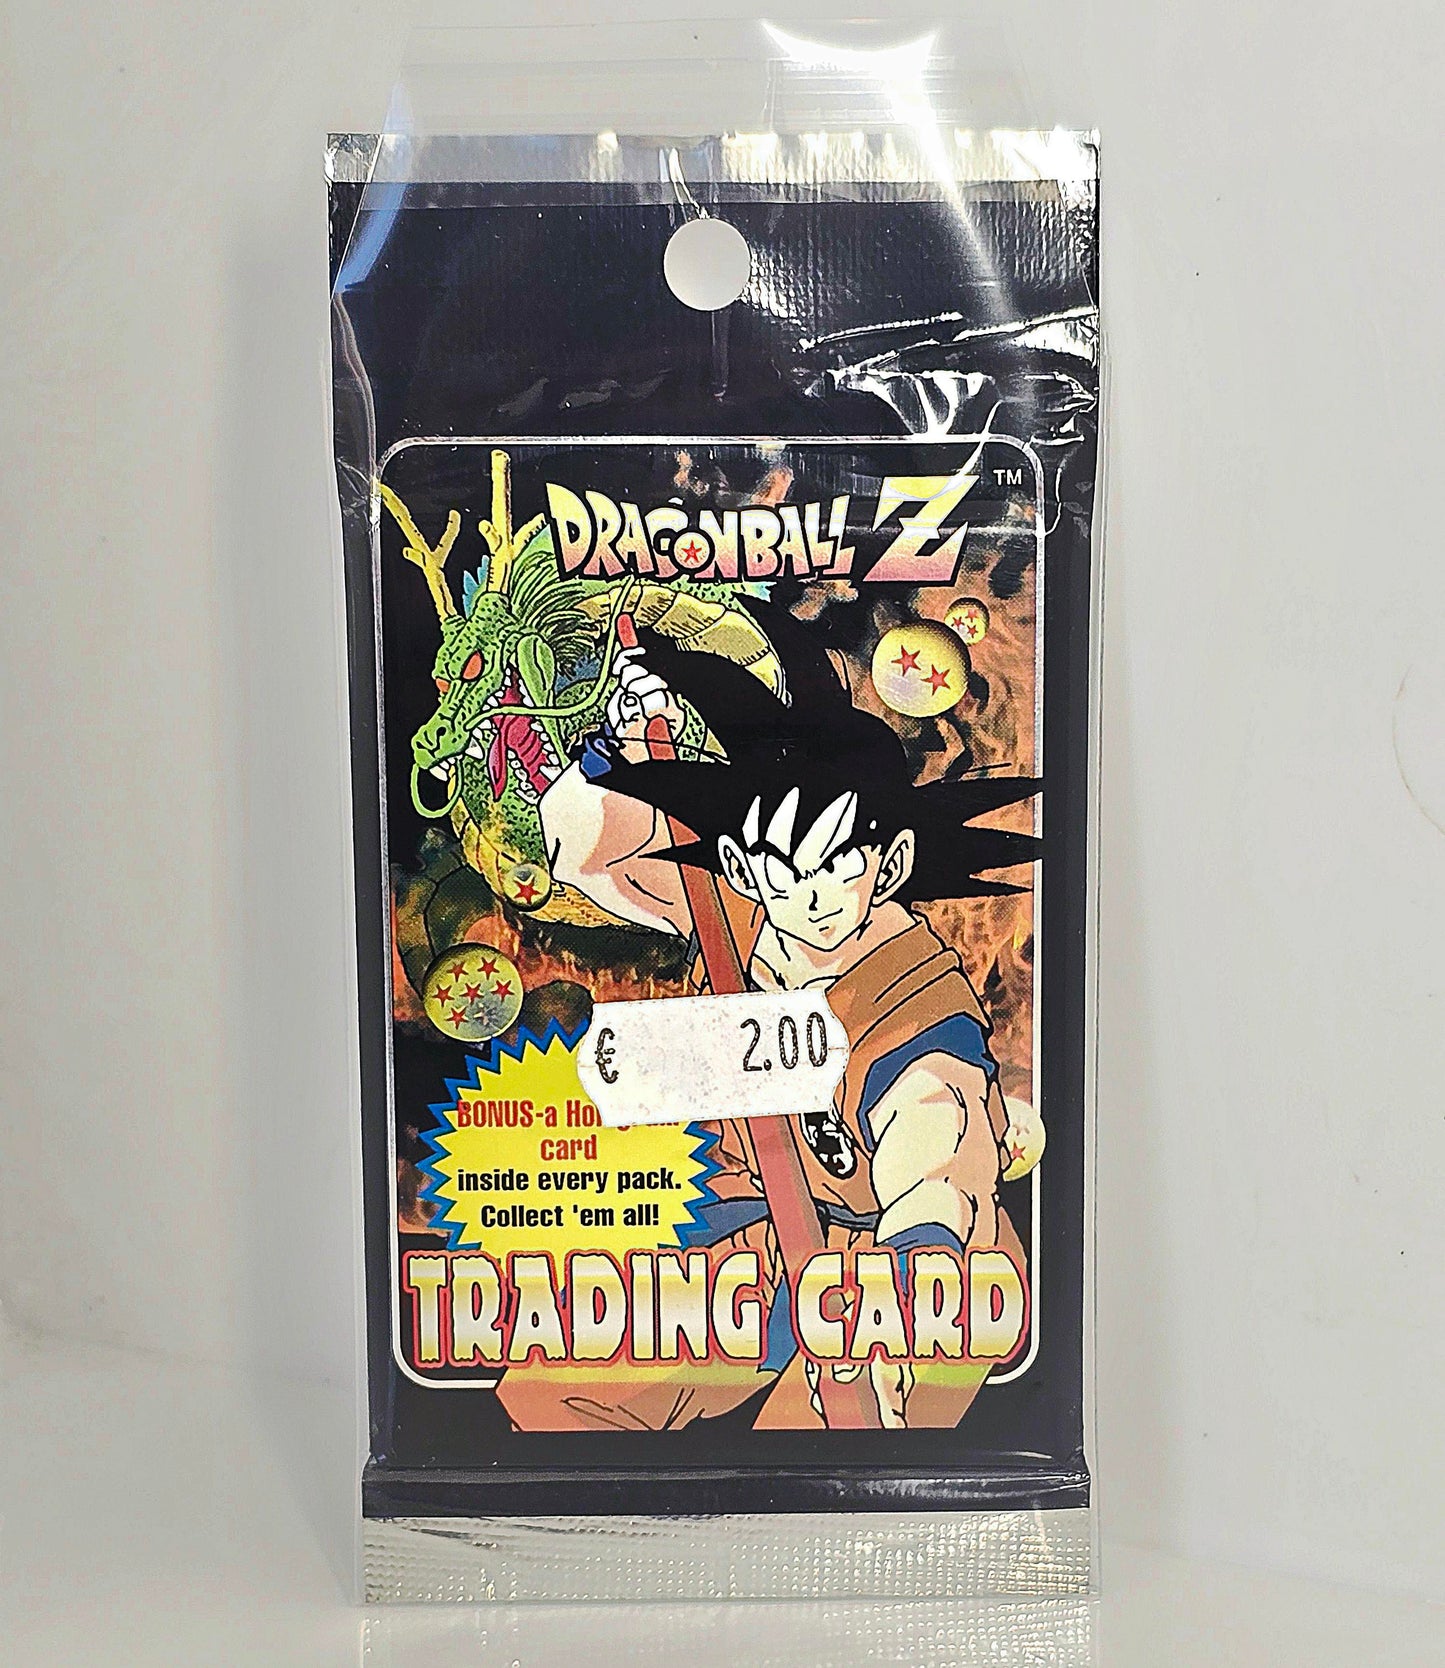 DRAGONBALL Z TM
€ 2.00
BONUS-a
card
inside every pack.
Collect 'em all!
TRADING CARD